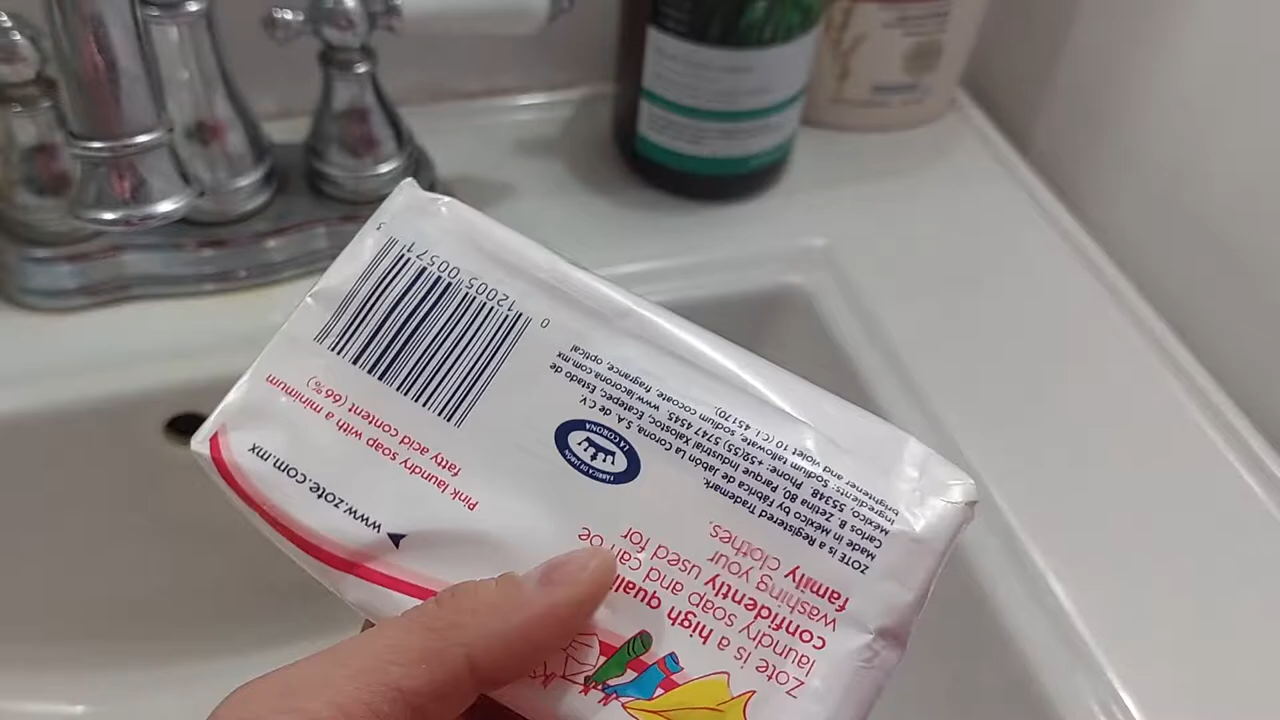 Zote is a high quali
laundry soap and can be
confidently used for
washing your
family clothes.
ZOTE is a Registered Trademark.
Made in México by Fábrica de Jabón La Corona, S.A. de C.V.
Carlos B. Zetina 80, Parque Industrial Xalostoc, Ecatepec, Estado de
México, 55348. Phone: +52(55) 5747 4545. www.lacorona.com.mx
Ingredients: Sodium tallowate, sodium cocoate, fragrance, optical
brightener and violet 10 (C.I. 45170).
FÁBRICA DE JABÓN
LA CORONA
www.zote.com.mx
Pink laundry soap with a minimum
fatty acid content (66%)
0 12005 00571 3